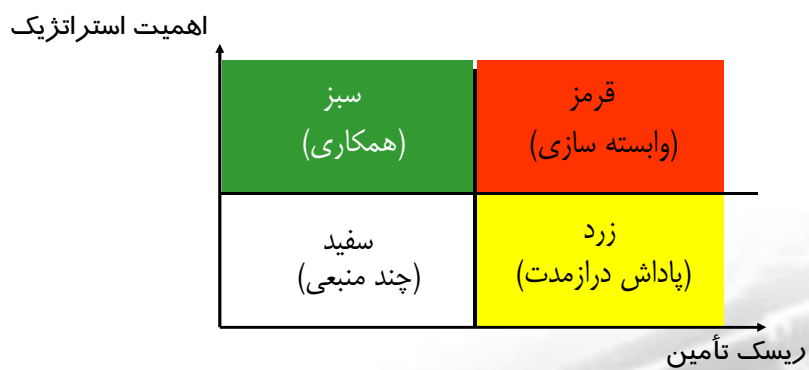 اهمیت استراتژیک
قرمز
(وابسته سازی)
سبز
(همکاری)
زرد
(پاداش درازمدت)
سفید
(چند منبعی)
ریسک تأمین